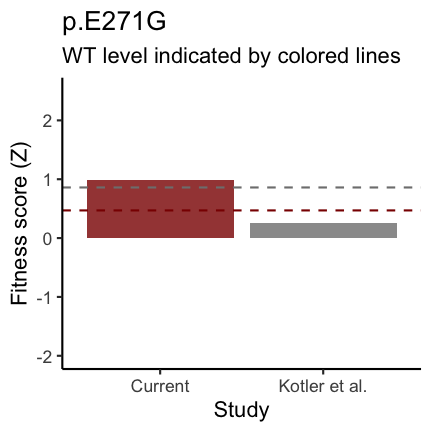 p.E271G
WT level indicated by colored lines
Fitness score (Z)
2
1
0
-1
-2
Current
Kotler et al.
Study